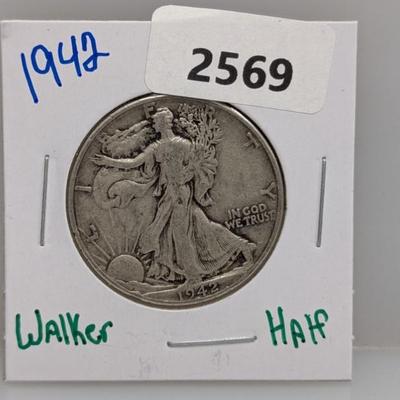 1942
2569
LIBERTY
IN GOD
WE TRUST
1942
Walker
Half